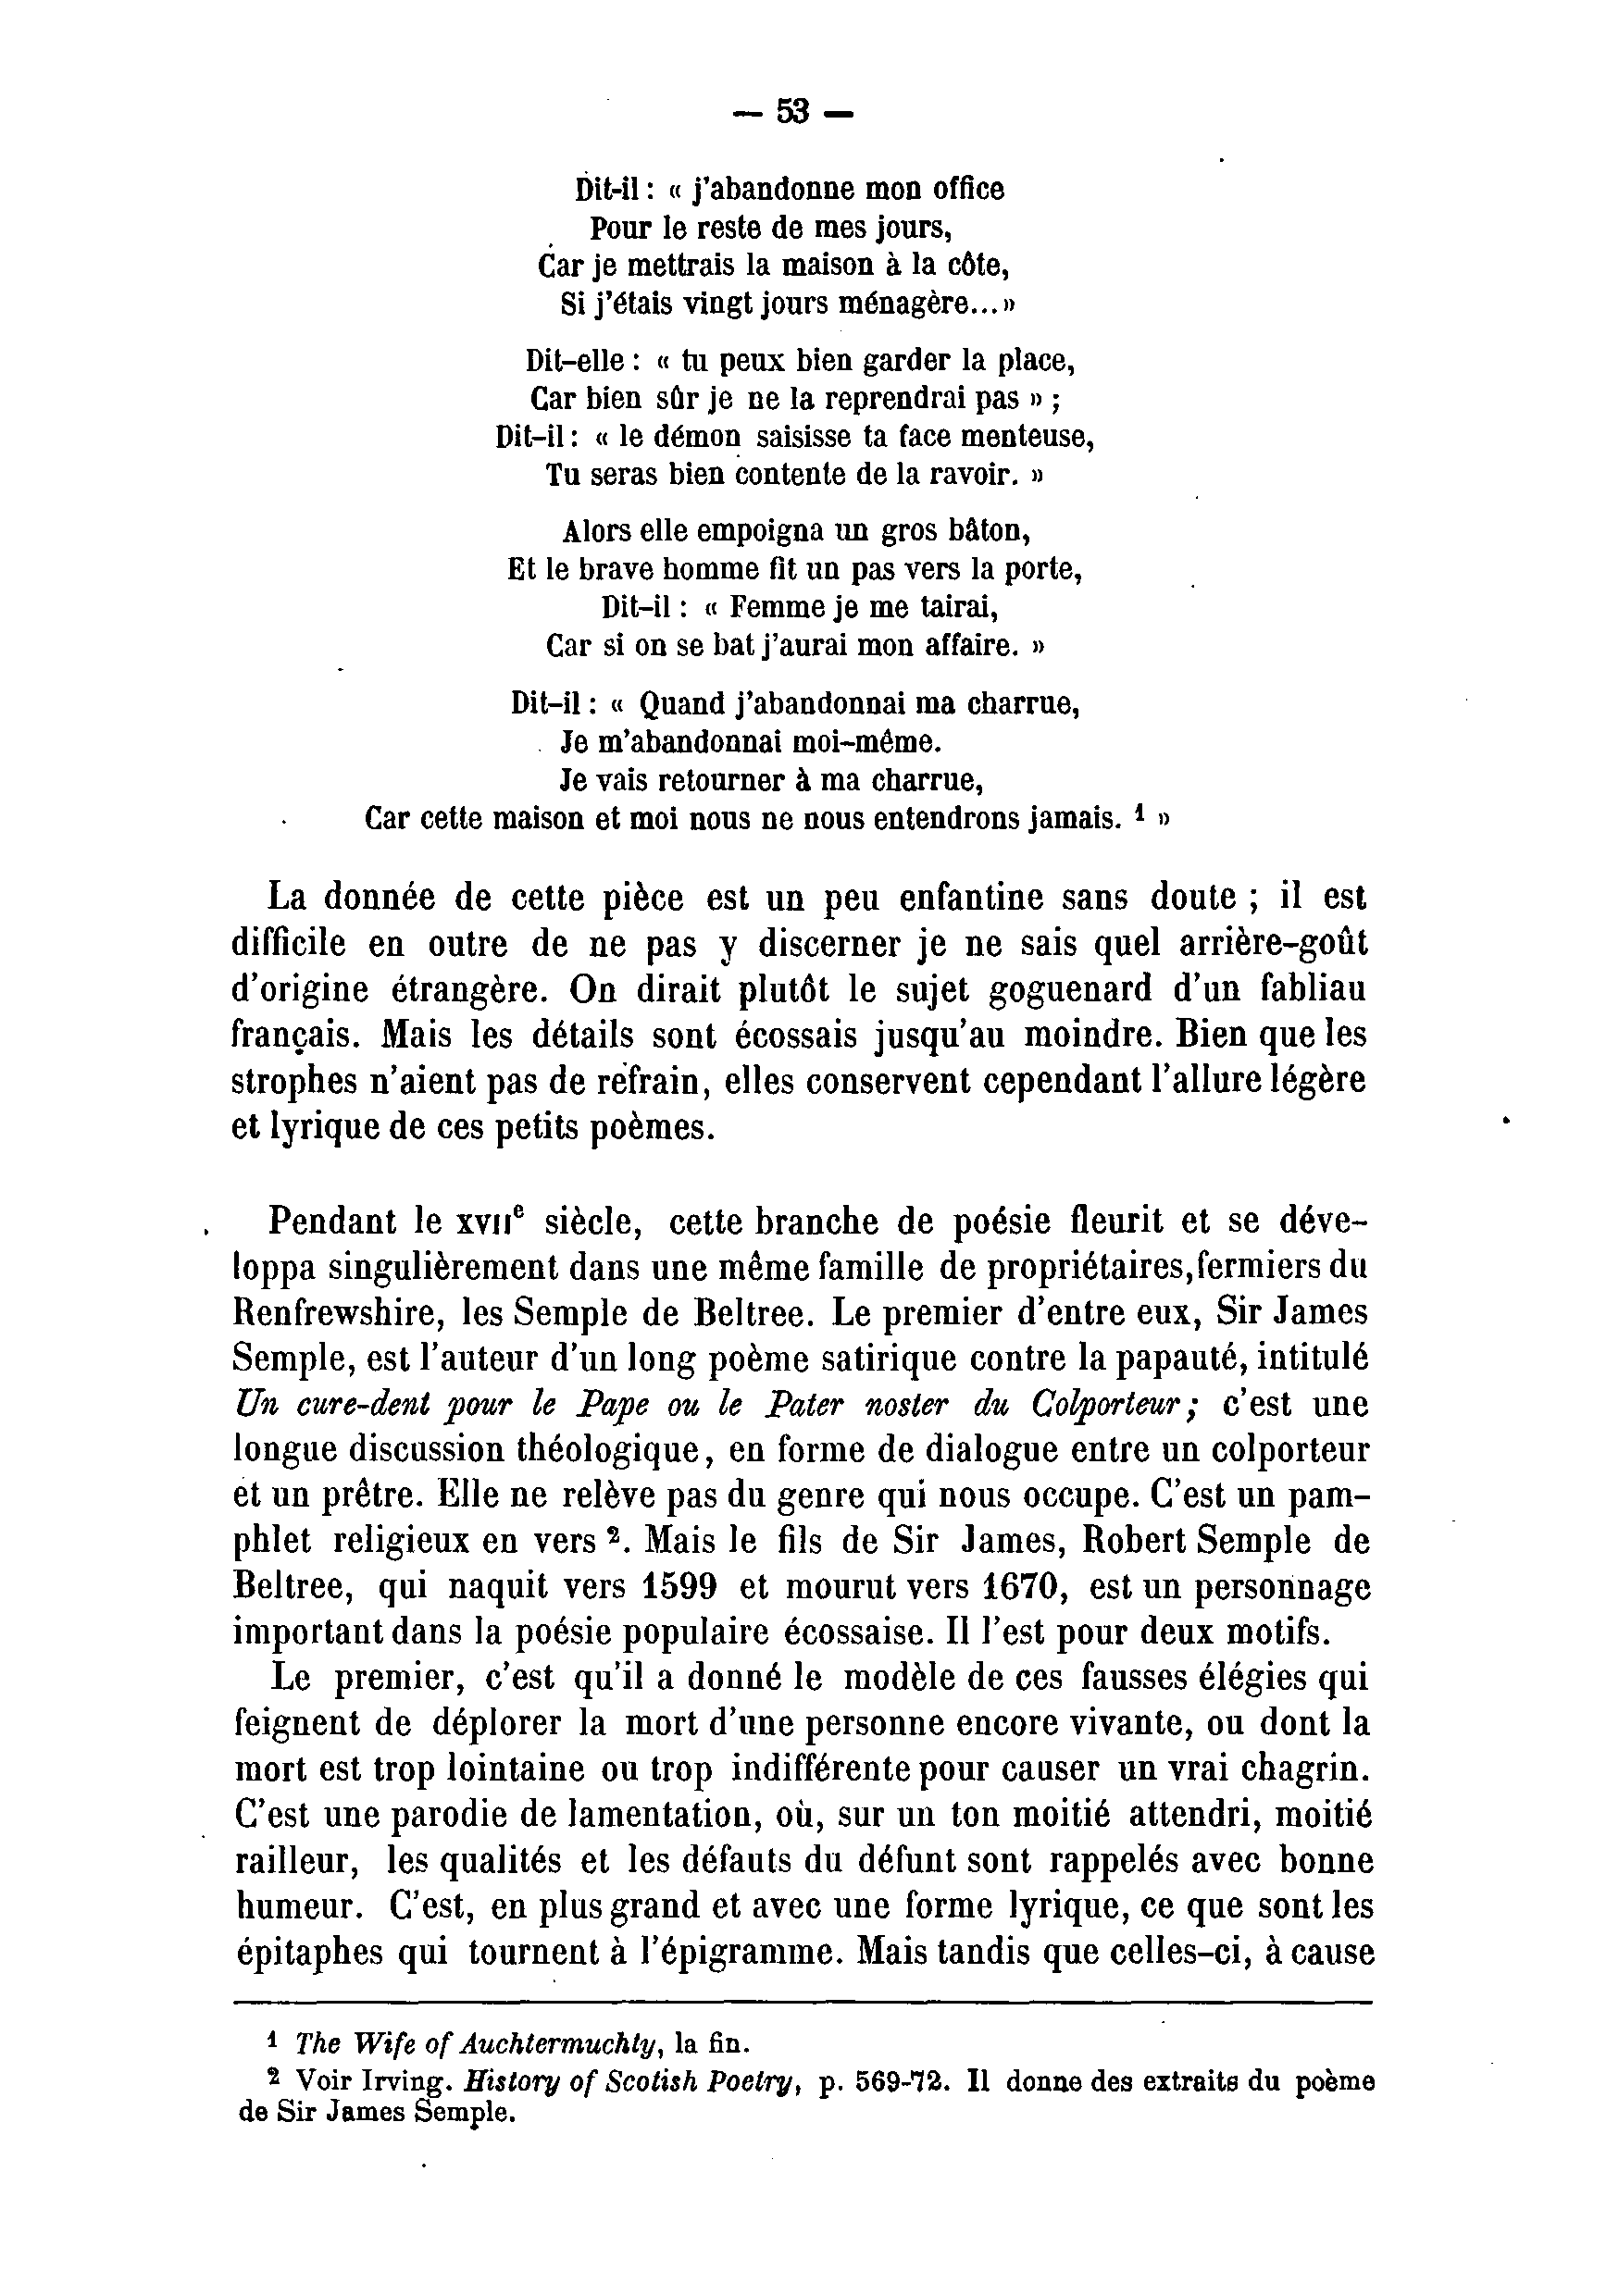 — 53 —
Dit-il : « j'abandonne mon office
Pour le reste de mes jours,
Car je mettrais la maison à la côte,
Si j'étais vingt jours ménagère... »
Dit-elle : « tu peux bien garder la place,
Car bien sûr je ne la reprendrai pas » ;
Dit-il : « le démon saisisse ta face menteuse,
Tu seras bien contente de la ravoir. »
Alors elle empoigna un gros bâton,
Et le brave homme fit un pas vers la porte,
Dit-il : « Femme je me tairai,
Car si on se bat j'aurai mon affaire. »
Dit-il : « Quand j'abandonnai ma charrue,
Je m'abandonnai moi-même.
Je vais retourner à ma charrue,
Car cette maison et moi nous ne nous entendrons jamais. ¹ »
La donnée de cette pièce est un peu enfantine sans doute ; il est
difficile en outre de ne pas y discerner je ne sais quel arrière-goût
d'origine étrangère. On dirait plutôt le sujet goguenard d'un fabliau
français. Mais les détails sont écossais jusqu'au moindre. Bien que les
strophes n'aient pas de refrain, elles conservent cependant l'allure légère
et lyrique de ces petits poèmes.
Pendant le XVIIᵉ siècle, cette branche de poésie fleurit et se déve-
loppa singulièrement dans une même famille de propriétaires, fermiers du
Renfrewshire, les Semple de Beltree. Le premier d'entre eux, Sir James
Semple, est l'auteur d'un long poème satirique contre la papauté, intitulé
Un cure-dent pour le Pape ou le Pater noster du Colporteur ; c'est une
longue discussion théologique, en forme de dialogue entre un colporteur
et un prêtre. Elle ne relève pas du genre qui nous occupe. C'est un pam-
phlet religieux en vers ². Mais le fils de Sir James, Robert Semple de
Beltree, qui naquit vers 1599 et mourut vers 1670, est un personnage
important dans la poésie populaire écossaise. Il l'est pour deux motifs.
Le premier, c'est qu'il a donné le modèle de ces fausses élégies qui
feignent de déplorer la mort d'une personne encore vivante, ou dont la
mort est trop lointaine ou trop indifférente pour causer un vrai chagrin.
C'est une parodie de lamentation, où, sur un ton moitié attendri, moitié
railleur, les qualités et les défauts du défunt sont rappelés avec bonne
humeur. C'est, en plus grand et avec une forme lyrique, ce que sont les
épitaphes qui tournent à l'épigramme. Mais tandis que celles-ci, à cause
¹ The Wife of Auchtermuchty, la fin.
² Voir Irving. History of Scotish Poetry, p. 569-72. Il donne des extraits du poème
de Sir James Semple.